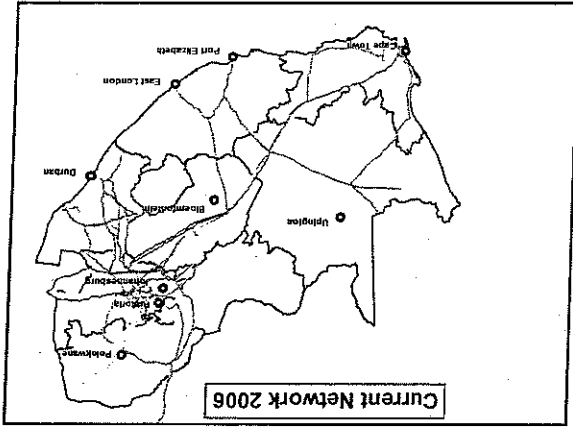 Current Network 2006
Polokwane
Pretoria
Johannesburg
Upington
Bloemfontein
Durban
East London
Port Elizabeth
Cape Town